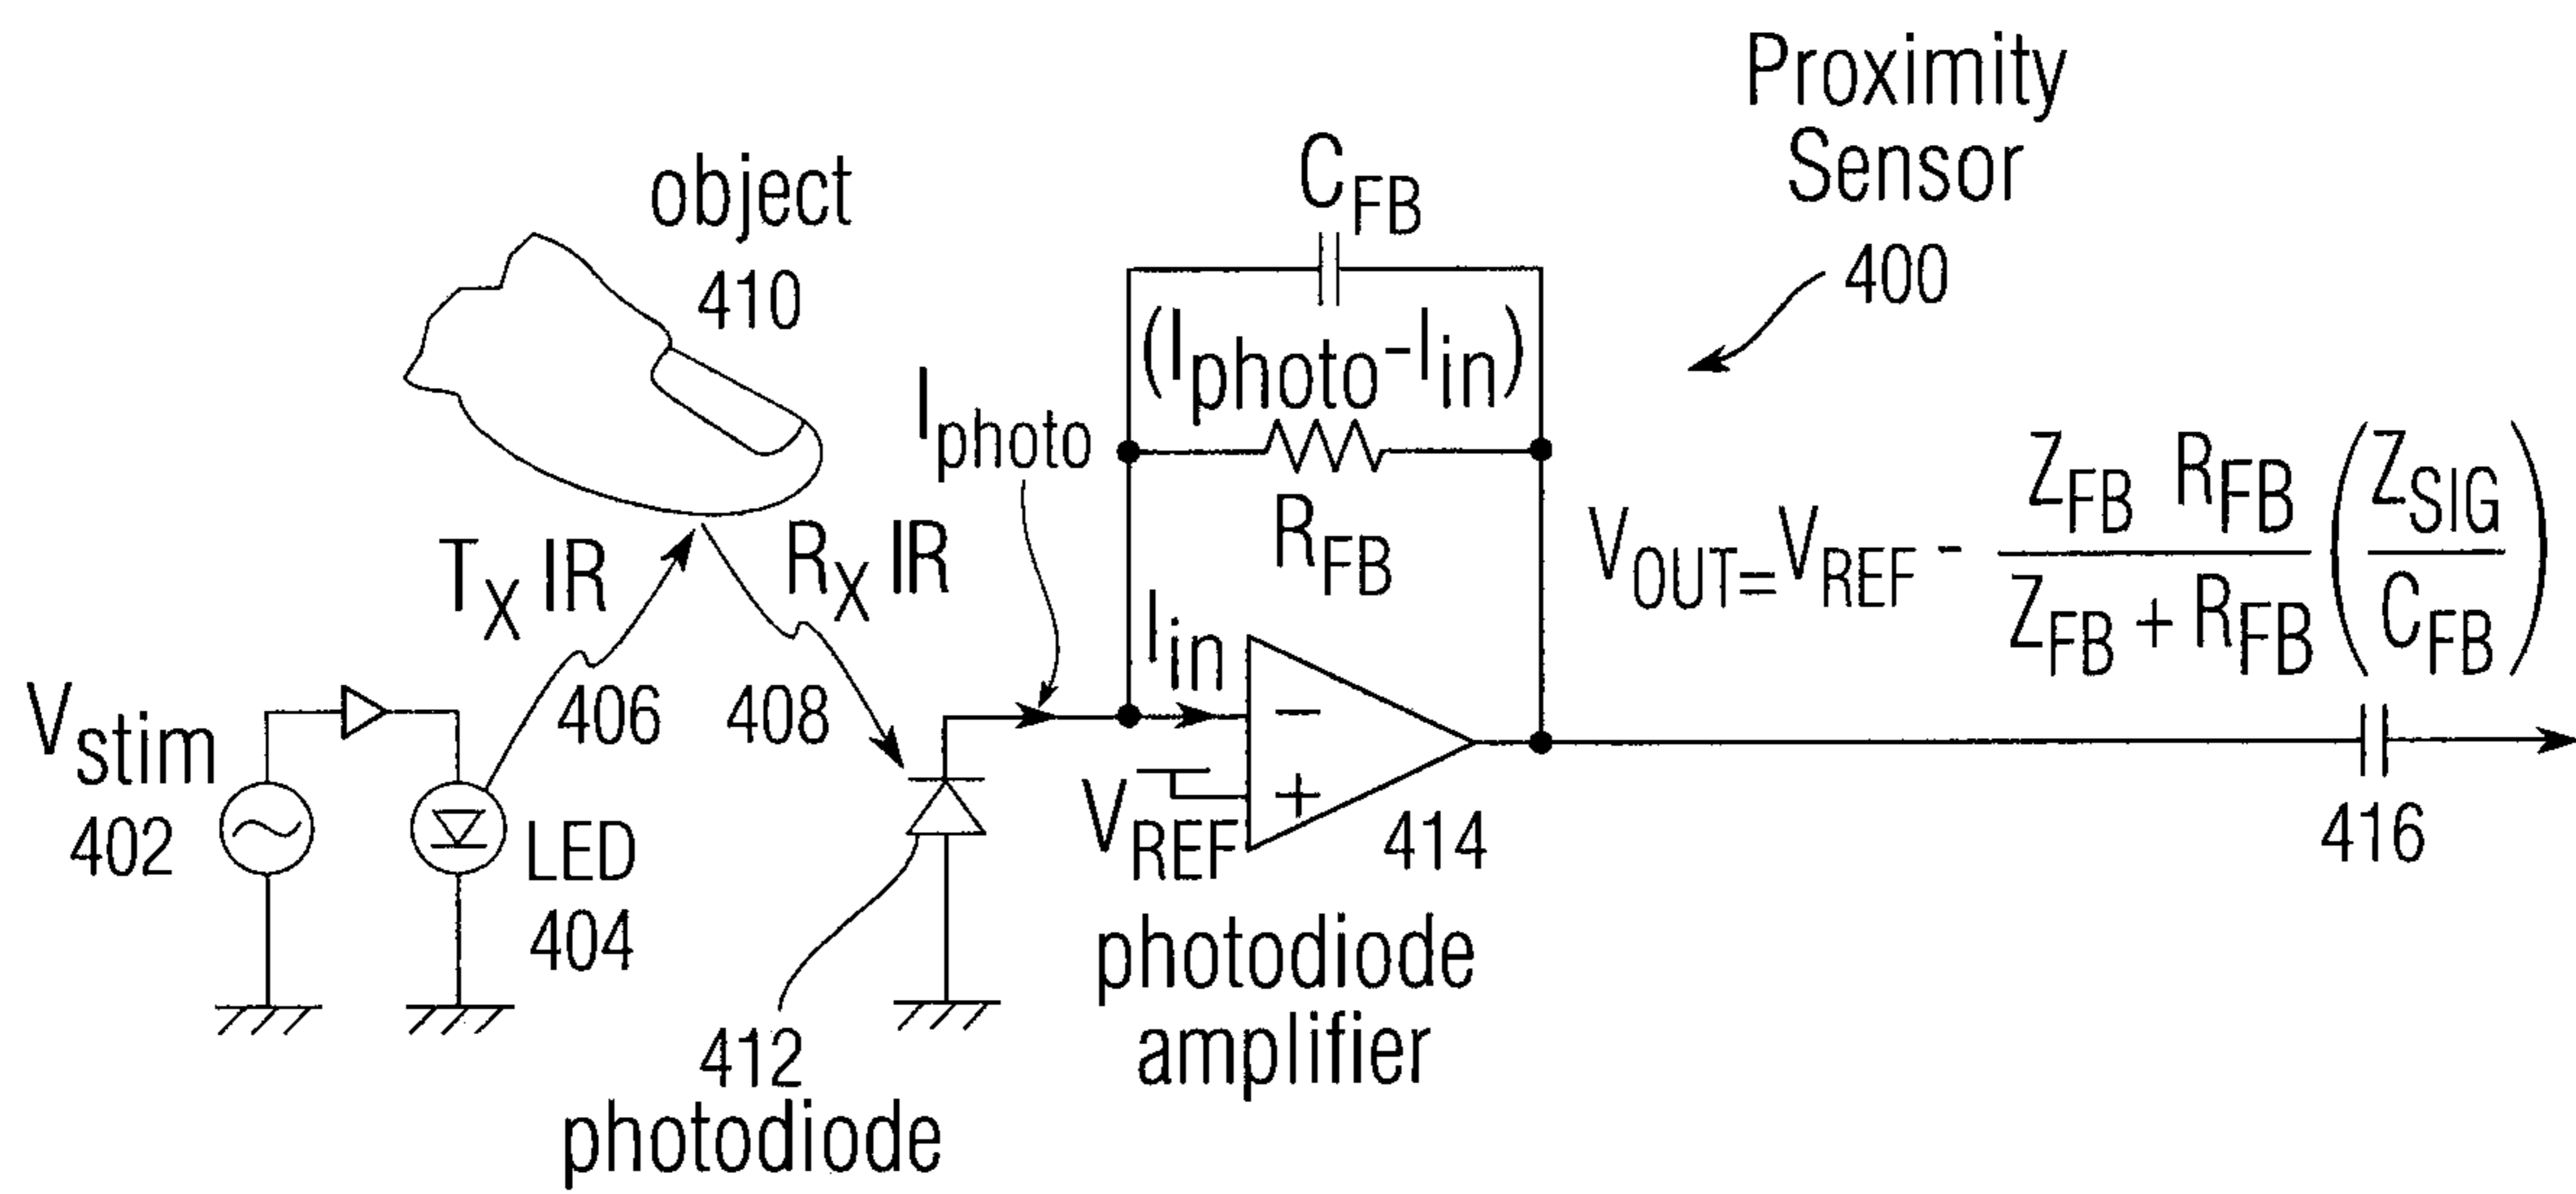 Proximity
Sensor
400
object
410
C_FB
(I_photo-I_in)
I_photo
R_FB
T_X IR
406
R_X IR
408
V_OUT=V_REF - Z_FB R_FB / Z_FB + R_FB (Z_SIG / C_FB)
I_in
−
+
V_REF
414
photodiode
amplifier
V_stim
402
LED
404
412
photodiode
416